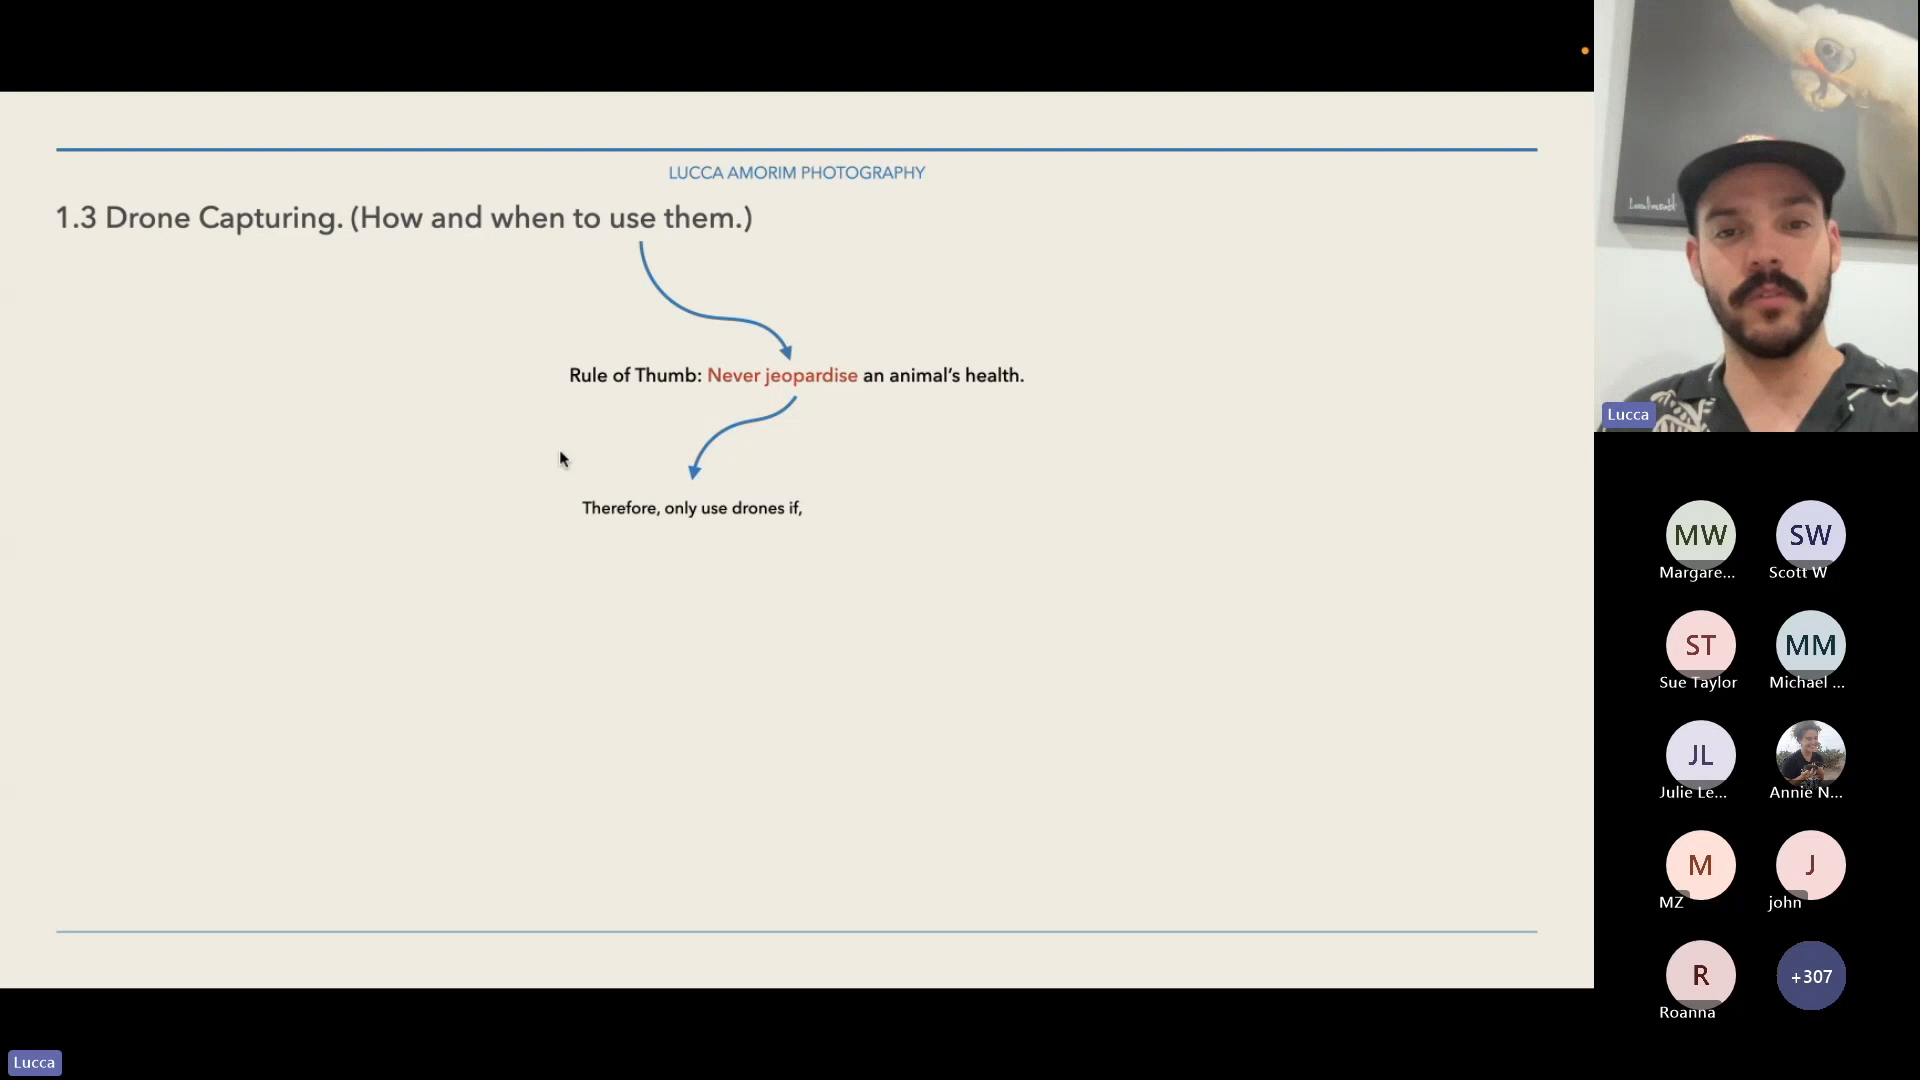 LUCCA AMORIM PHOTOGRAPHY
1.3 Drone Capturing. (How and when to use them.)
Rule of Thumb: Never jeopardise an animal's health.
Therefore, only use drones if,
Lucca
MW
SW
Margare...
Scott W
ST
MM
Sue Taylor
Michael ...
JL
Julie Le...
Annie N...
M
J
MZ
john
R
+307
Roanna
Lucca